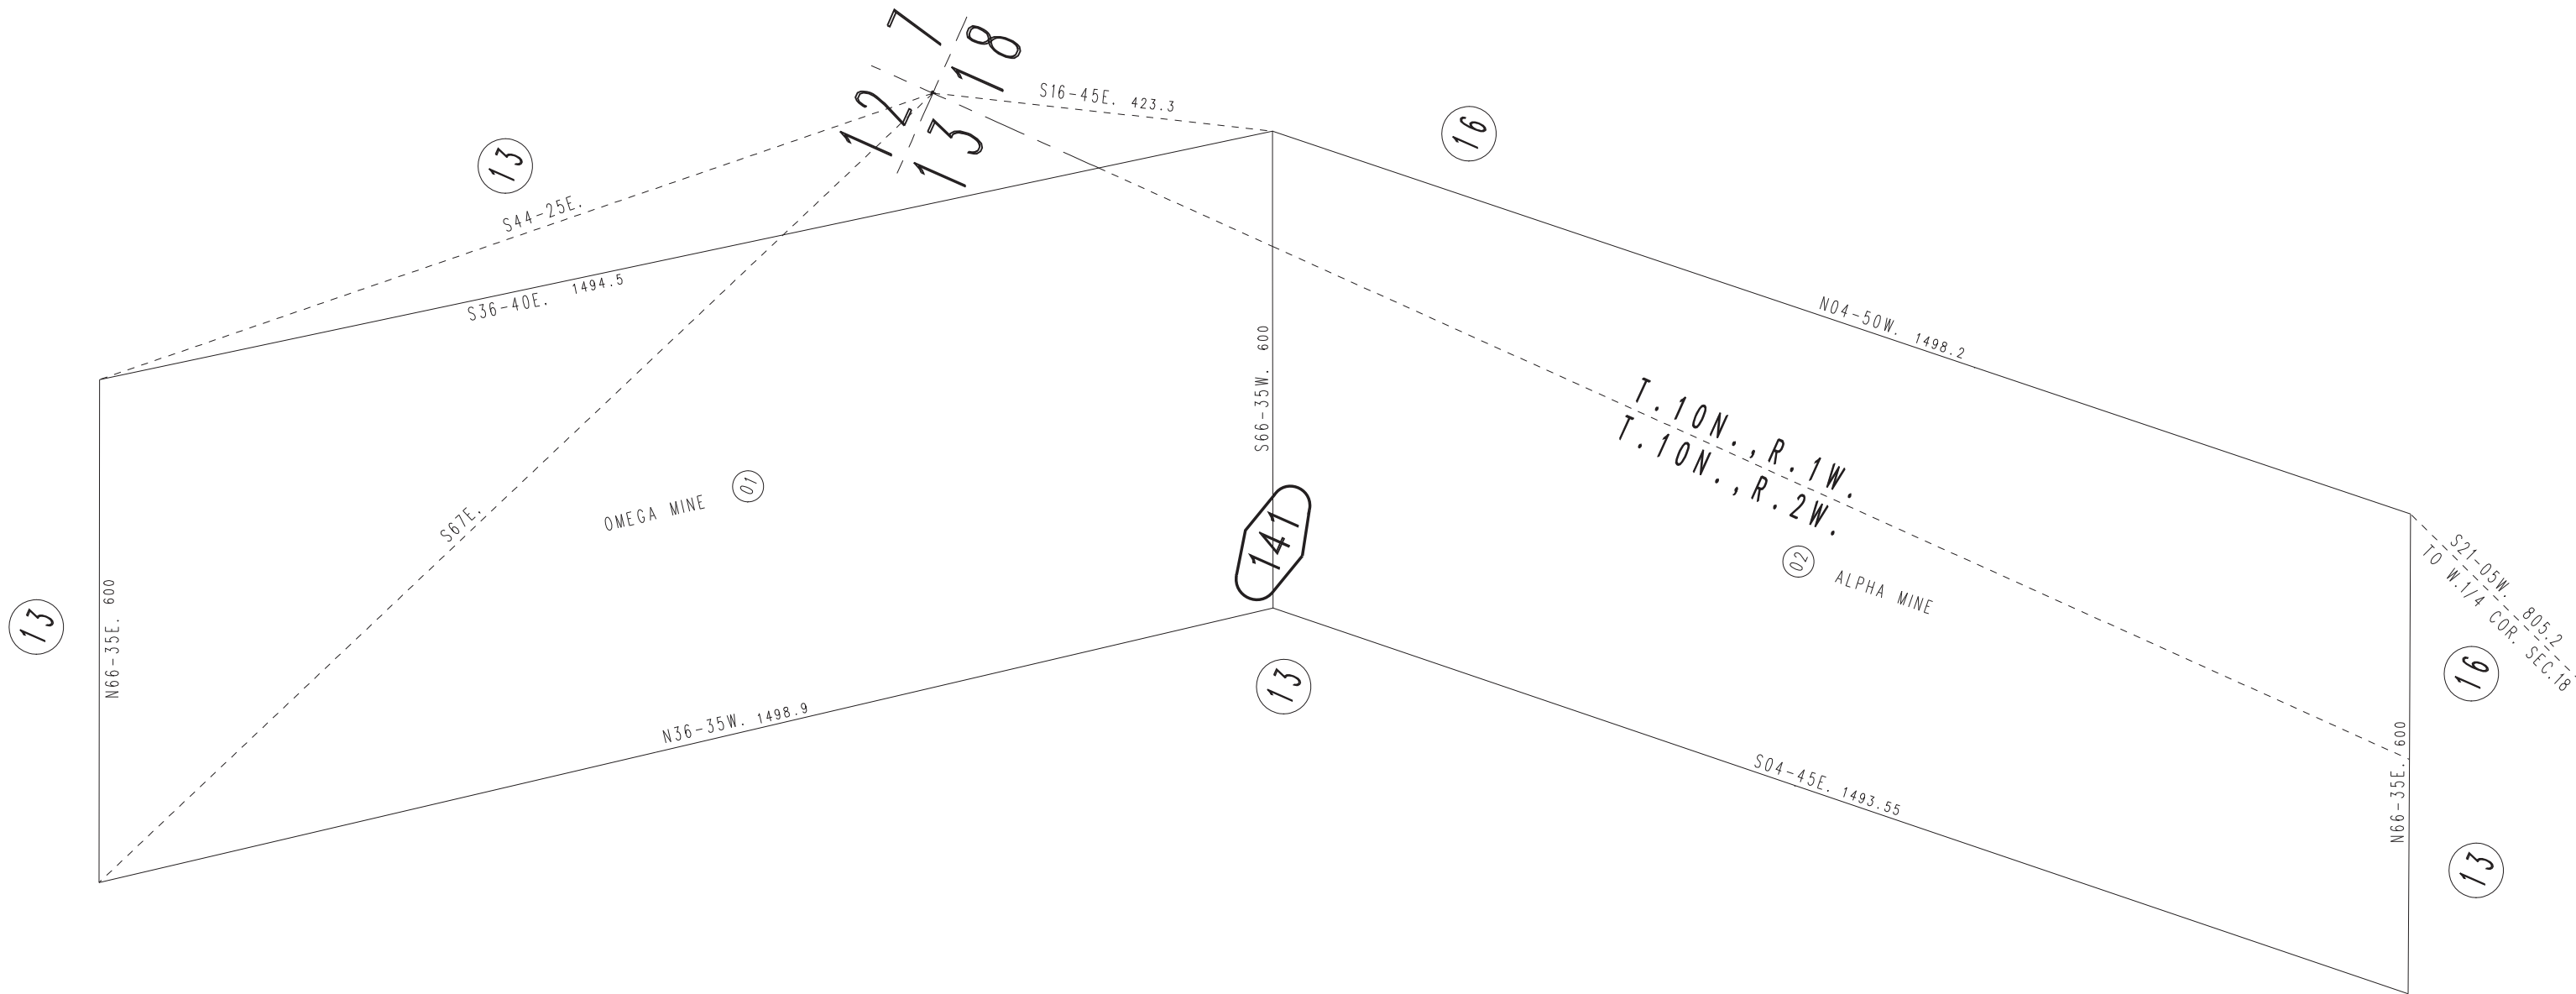 7
18
12
13
S16-45E. 423.3
16
13
S44-25E.
S36-40E. 1494.5
N04-50W. 1498.2
S66-35W. 600
T.10N.,R.1W.
T.10N.,R.2W.
S67E.
OMEGA MINE 01
141
02 ALPHA MINE
S21-05W. 805.2
TO W.1/4 COR. SEC.18
13
N66-35E. 600
16
13
N36-35W. 1498.9
S04-45E. 1493.55
N66-35E. 600
13